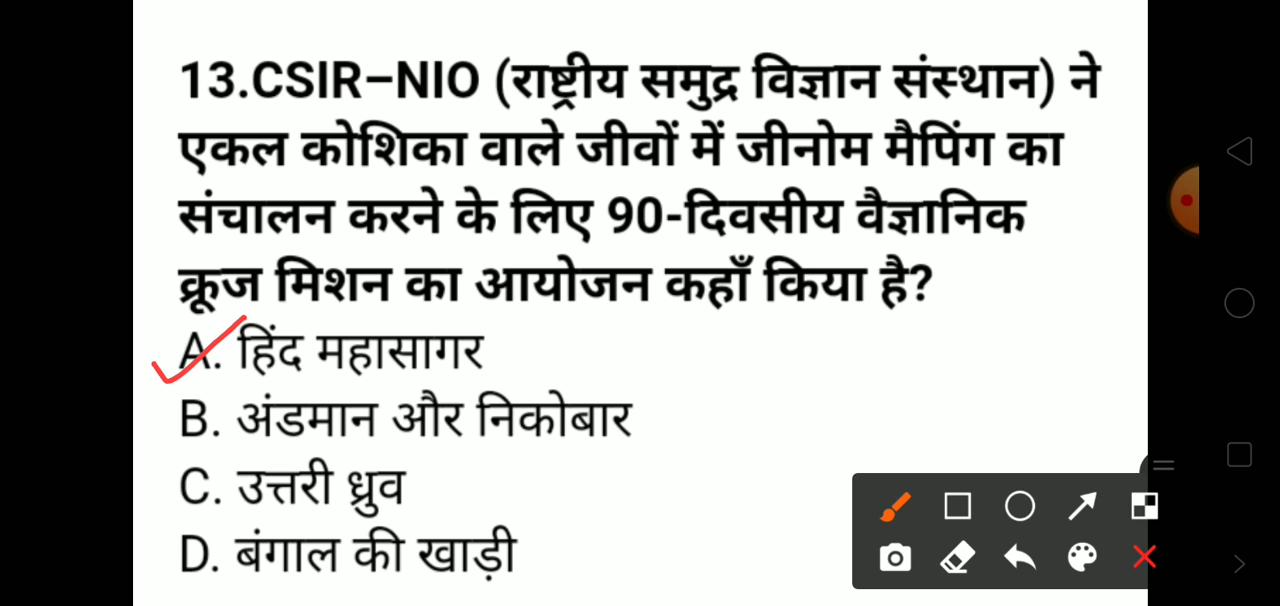 13.CSIR–NIO (राष्ट्रीय समुद्र विज्ञान संस्थान) ने
एकल कोशिका वाले जीवों में जीनोम मैपिंग का
संचालन करने के लिए 90-दिवसीय वैज्ञानिक
क्रूज मिशन का आयोजन कहाँ किया है?
A. हिंद महासागर
B. अंडमान और निकोबार
C. उत्तरी ध्रुव
D. बंगाल की खाड़ी